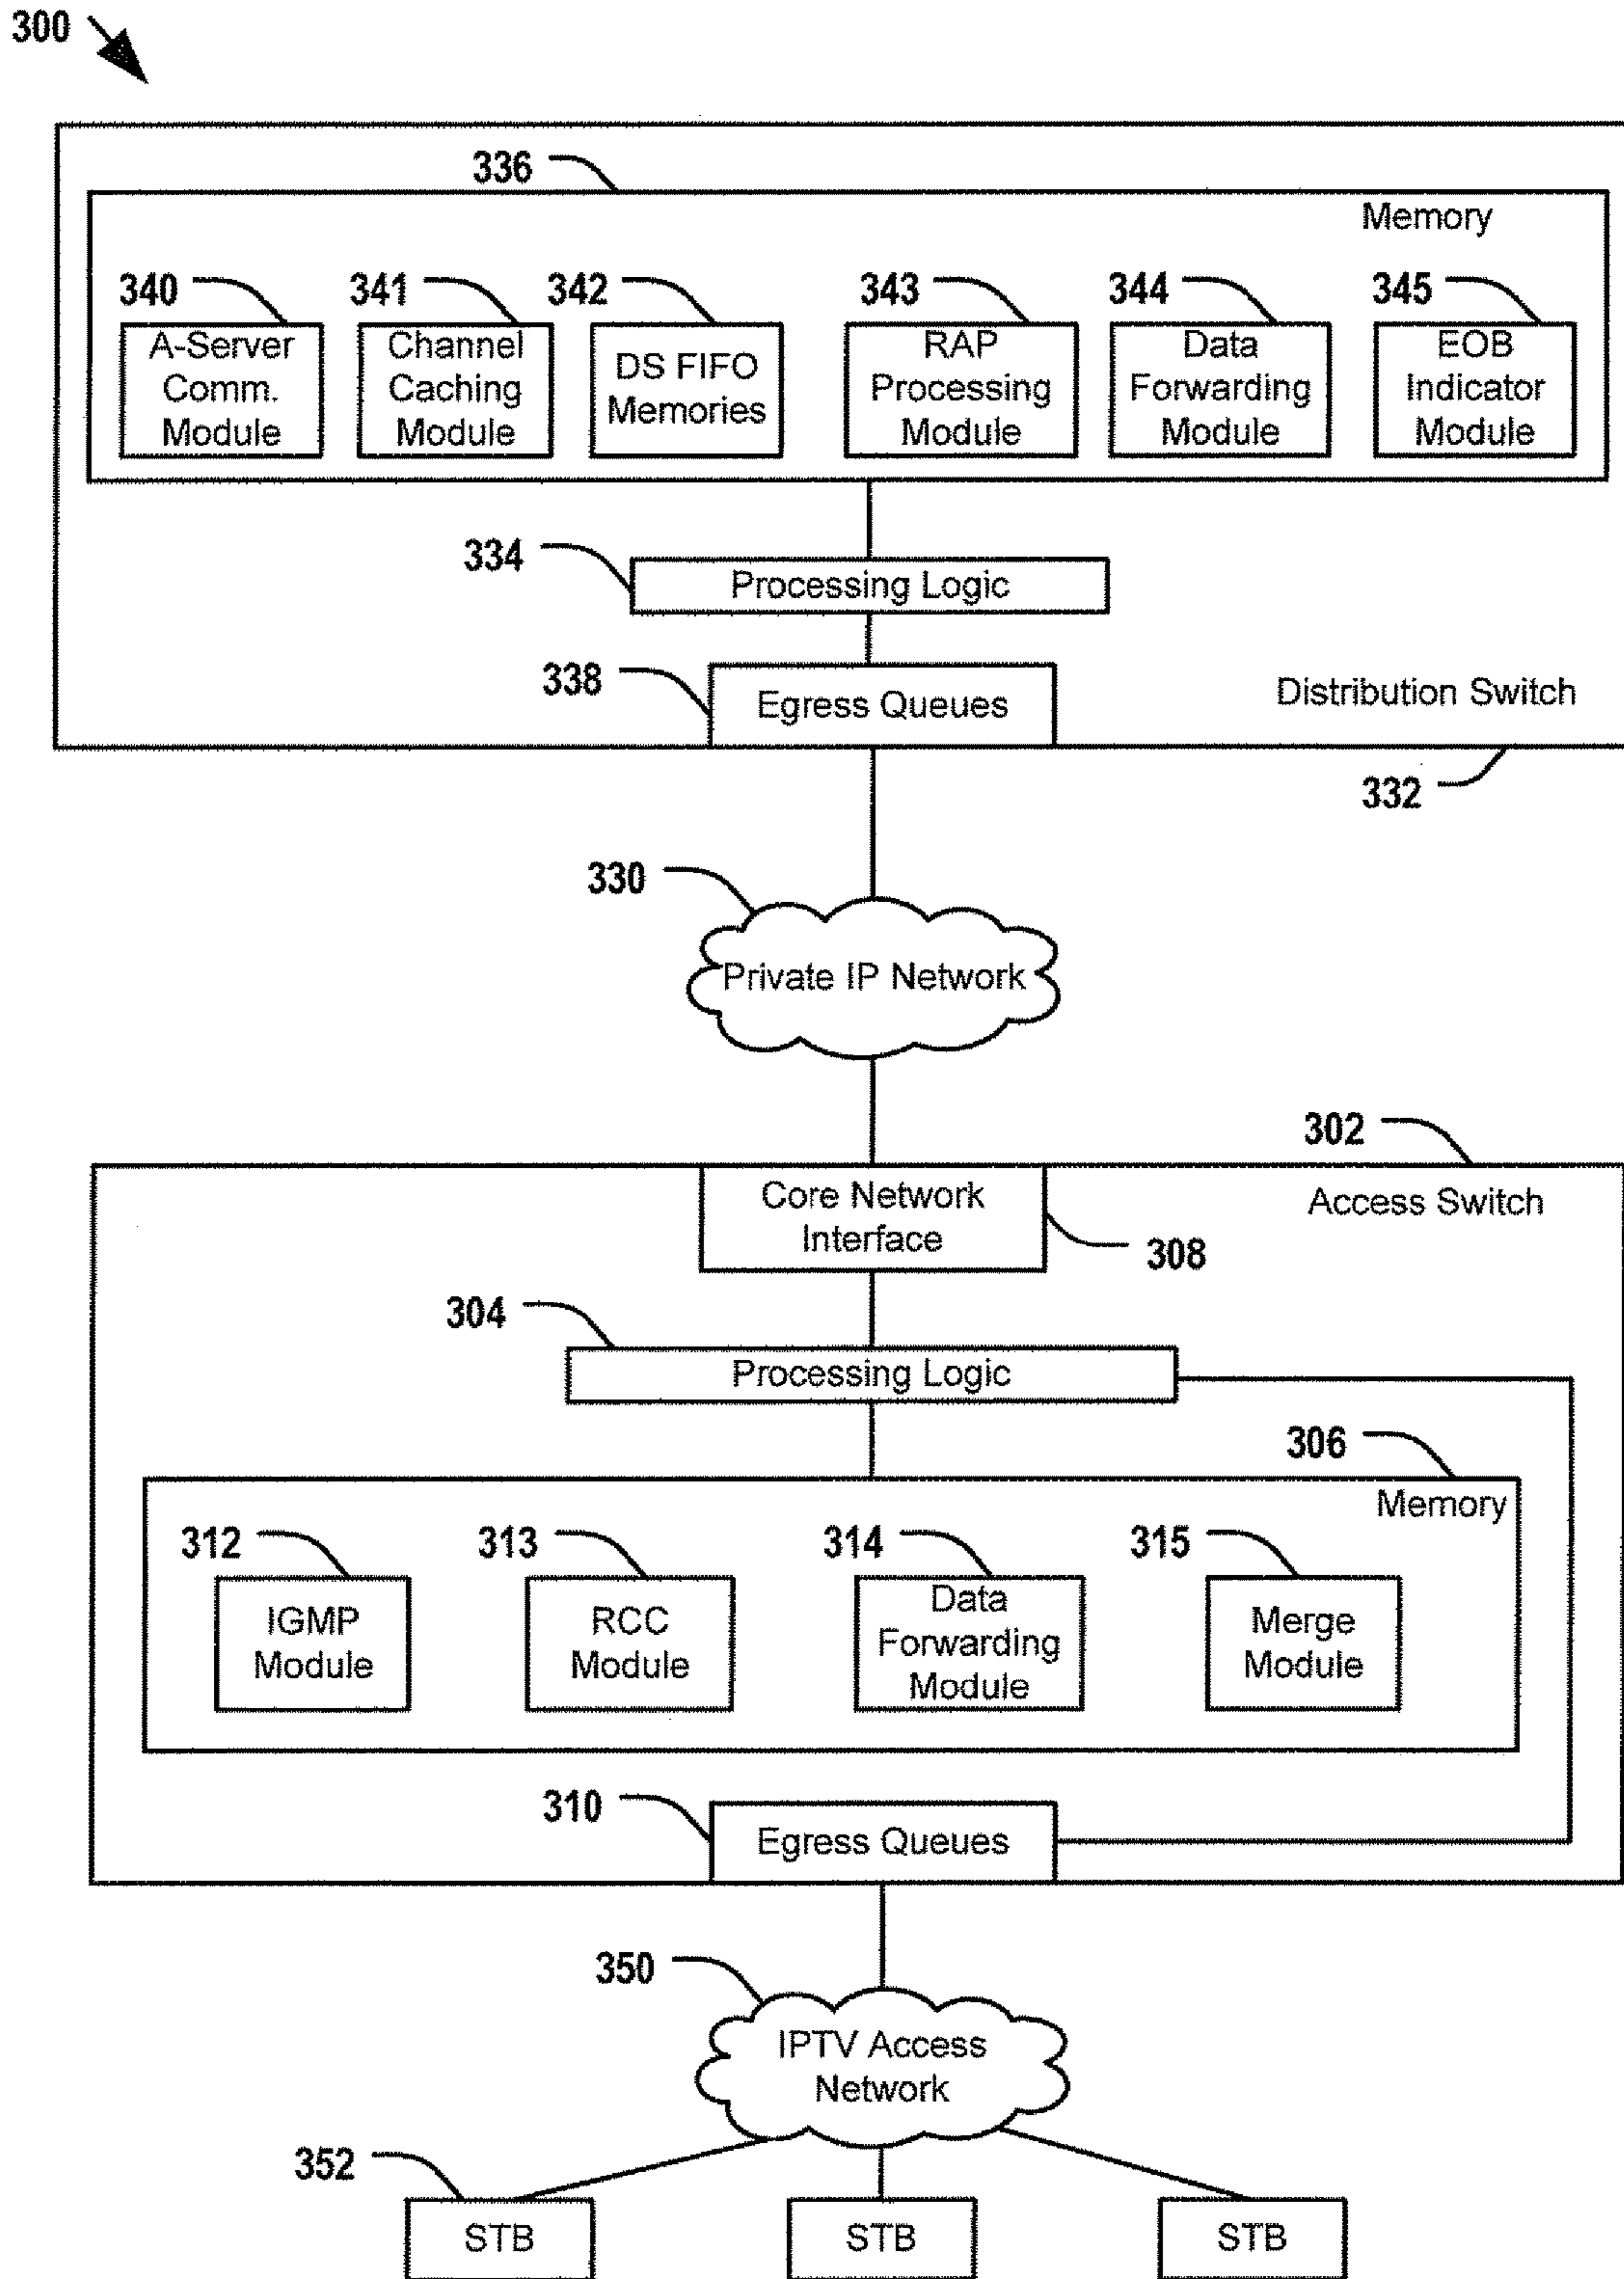 300
336
Memory
340
341
342
343
344
345
A-Server
Comm.
Module
Channel
Caching
Module
DS FIFO
Memories
RAP
Processing
Module
Data
Forwarding
Module
EOB
Indicator
Module
334
Processing Logic
338
Egress Queues
Distribution Switch
332
330
Private IP Network
302
Core Network
Interface
Access Switch
308
304
Processing Logic
306
Memory
312
313
314
315
IGMP
Module
RCC
Module
Data
Forwarding
Module
Merge
Module
310
Egress Queues
350
IPTV Access
Network
352
STB
STB
STB